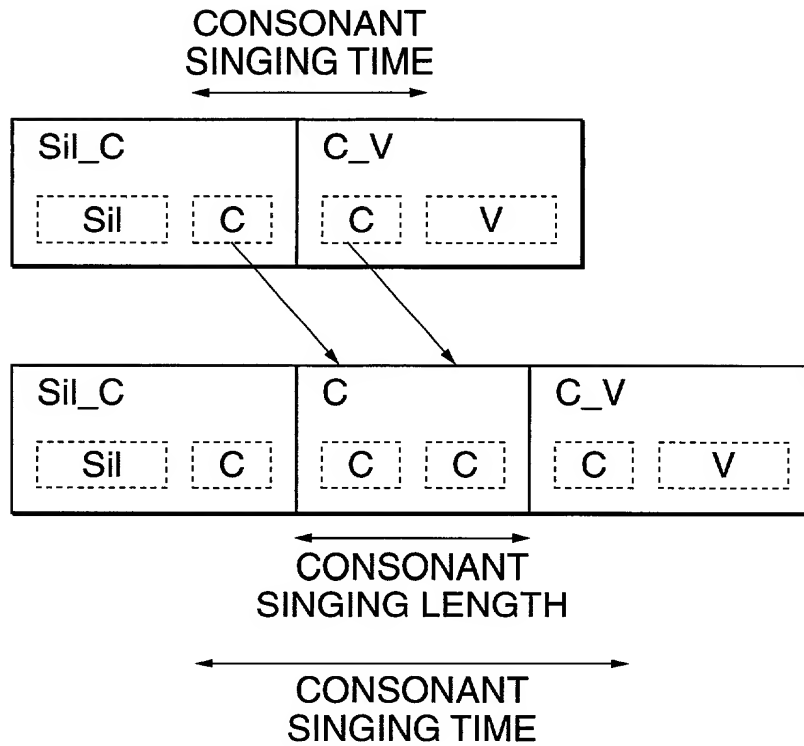 CONSONANT
SINGING TIME
Sil_C C_V
Sil C C V
Sil_C C C_V
Sil C C C C V
CONSONANT
SINGING LENGTH
CONSONANT
SINGING TIME